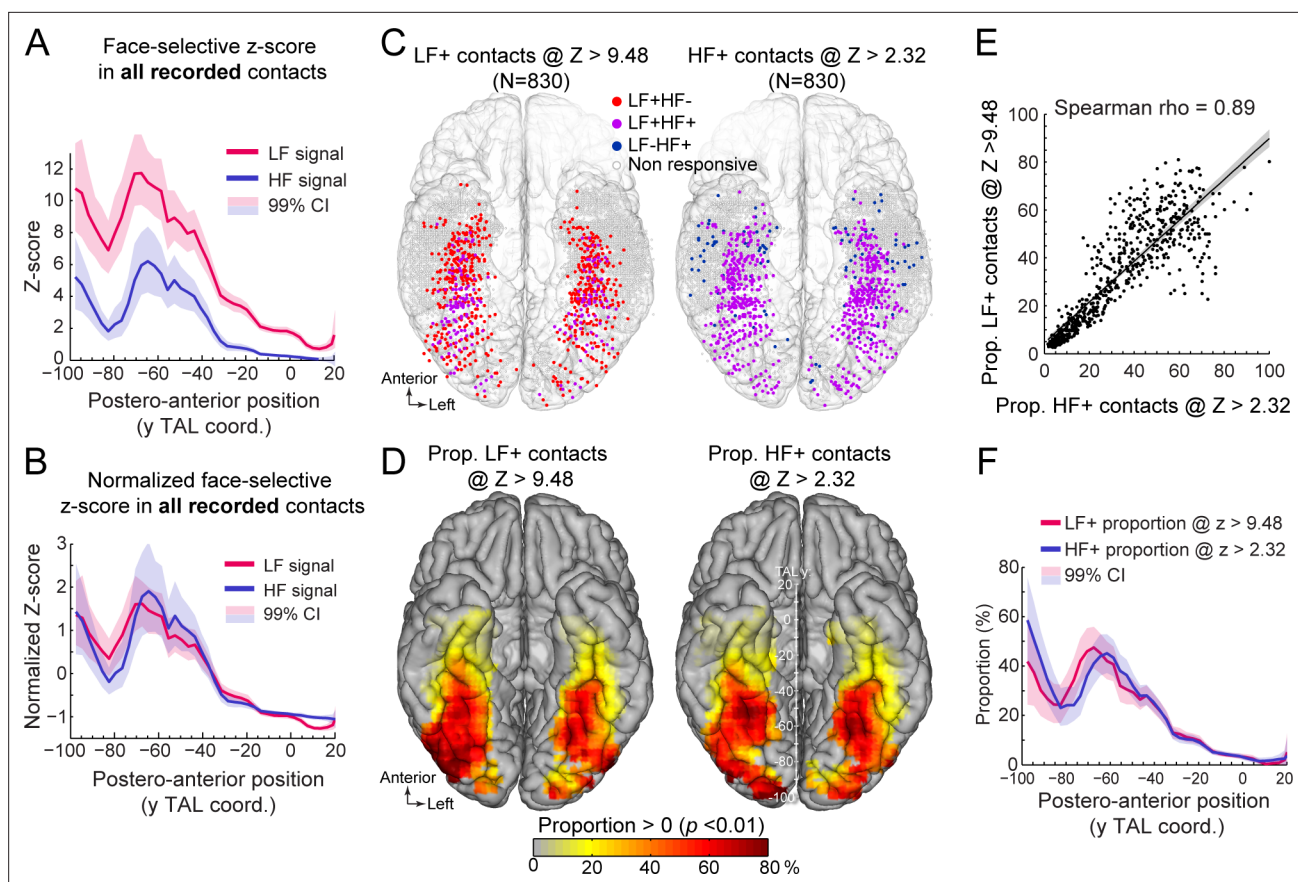 A
Face-selective z-score
in all recorded contacts
LF signal
HF signal
99% CI
Z-score
12
10
8
6
4
2
0
−100 −80 −60 −40 −20 0 20
Postero-anterior position
(y TAL coord.)
B
Normalized face-selective
z-score in all recorded contacts
LF signal
HF signal
99% CI
Normalized Z-score
3
2
1
0
−1
−100 −80 −60 −40 −20 0 20
Postero-anterior position
(y TAL coord.)
C
LF+ contacts @ Z > 9.48
(N=830)
HF+ contacts @ Z > 2.32
(N=830)
LF+HF-
LF+HF+
LF-HF+
Non responsive
Anterior
Left
D
Prop. LF+ contacts
@ Z > 9.48
Prop. HF+ contacts
@ Z > 2.32
TAL y:
20
0
-20
-40
-60
-80
-100
Anterior
Left
Proportion > 0 (p <0.01)
0 20 40 60 80 %
E
Spearman rho = 0.89
Prop. LF+ contacts @ Z >9.48
100
80
60
40
20
0
0 20 40 60 80 100
Prop. HF+ contacts @ Z > 2.32
F
LF+ proportion @ z > 9.48
HF+ proportion @ z > 2.32
99% CI
Proportion (%)
80
60
40
20
0
−100 −80 −60 −40 −20 0 20
Postero-anterior position
(y TAL coord.)